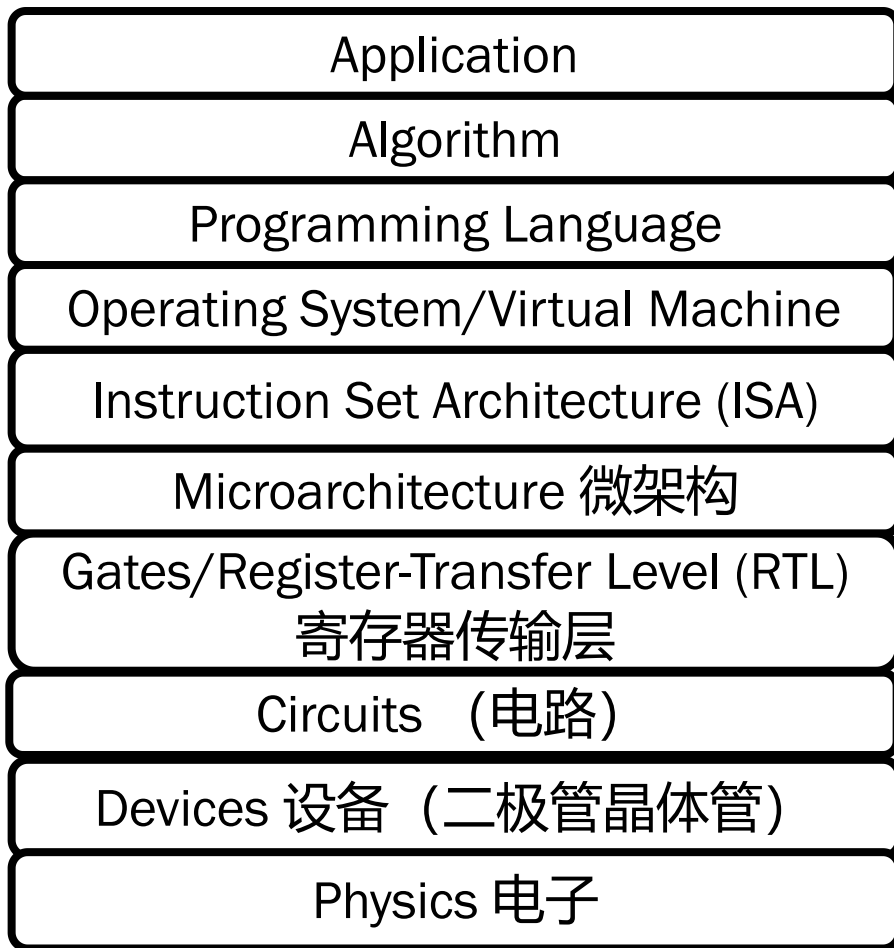 Application
Algorithm
Programming Language
Operating System/Virtual Machine
Instruction Set Architecture (ISA)
Microarchitecture 微架构
Gates/Register-Transfer Level (RTL)
寄存器传输层
Circuits （电路）
Devices 设备（二极管晶体管）
Physics 电子